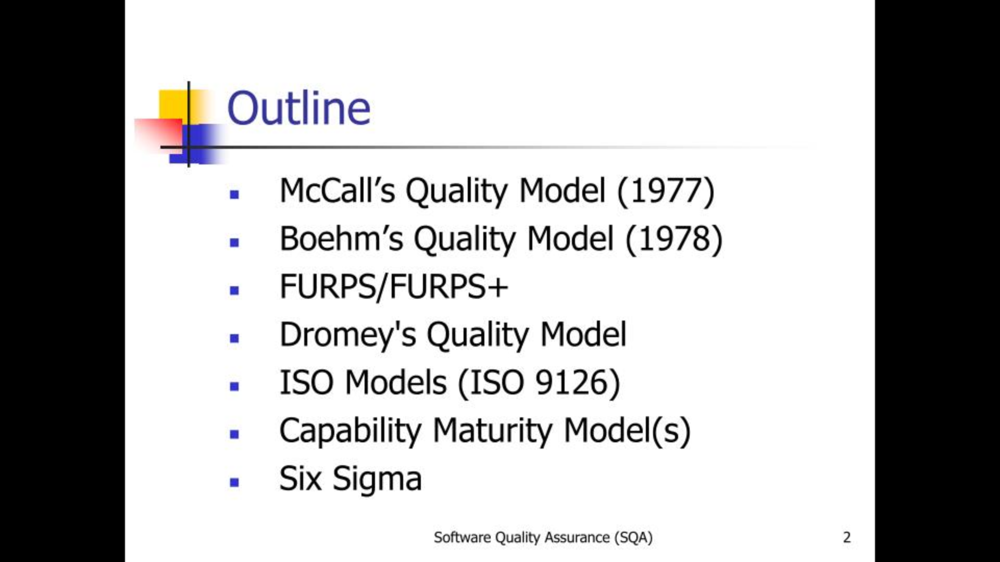 Outline
McCall’s Quality Model (1977)
Boehm’s Quality Model (1978)
FURPS/FURPS+
Dromey's Quality Model
ISO Models (ISO 9126)
Capability Maturity Model(s)
Six Sigma
Software Quality Assurance (SQA)
2